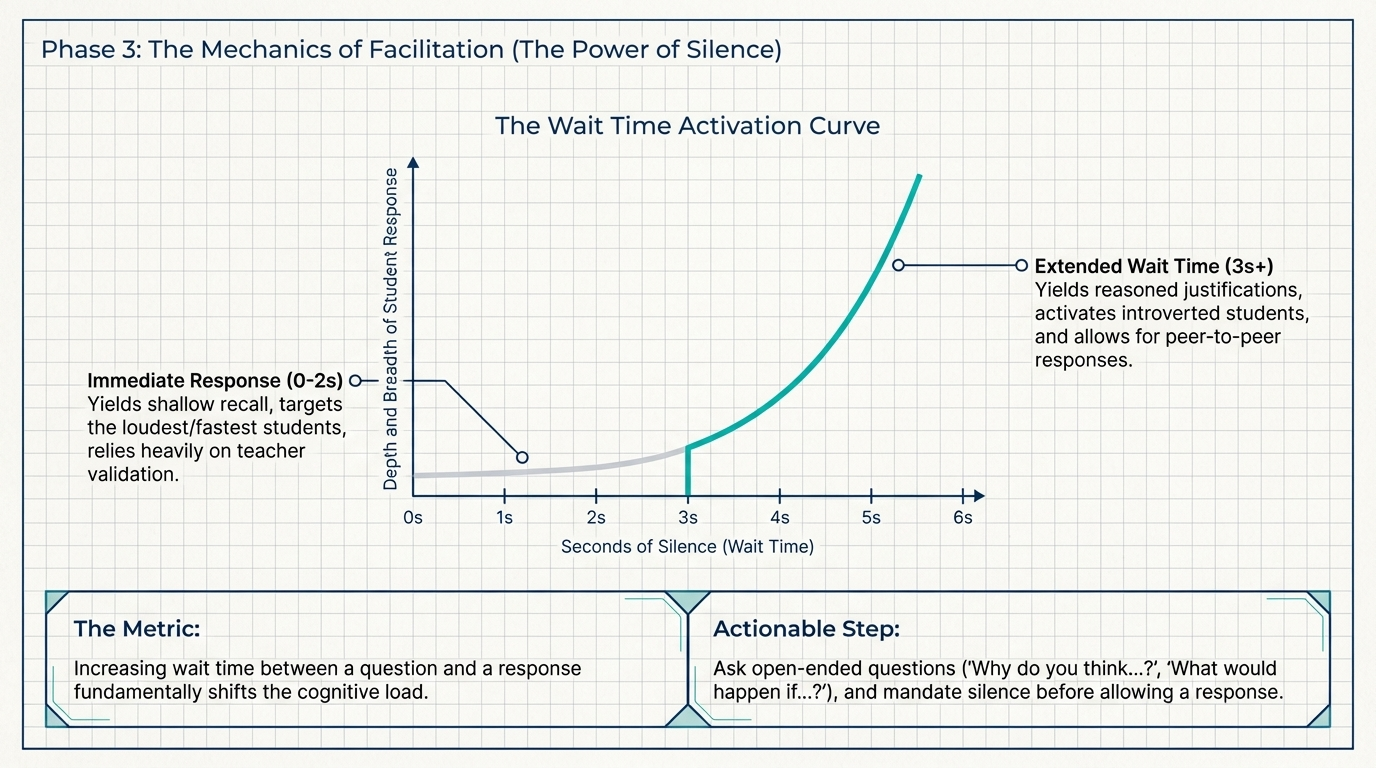 Phase 3: The Mechanics of Facilitation (The Power of Silence)
The Wait Time Activation Curve
Depth and Breadth of Student Response
Extended Wait Time (3s+)
Yields reasoned justifications,
activates introverted students,
and allows for peer-to-peer
responses.
Immediate Response (0-2s)
Yields shallow recall, targets
the loudest/fastest students,
relies heavily on teacher
validation.
0s 1s 2s 3s 4s 5s 6s
Seconds of Silence (Wait Time)
The Metric:
Increasing wait time between a question and a response
fundamentally shifts the cognitive load.
Actionable Step:
Ask open-ended questions (‘Why do you think...?’, ‘What would
happen if...?’), and mandate silence before allowing a response.